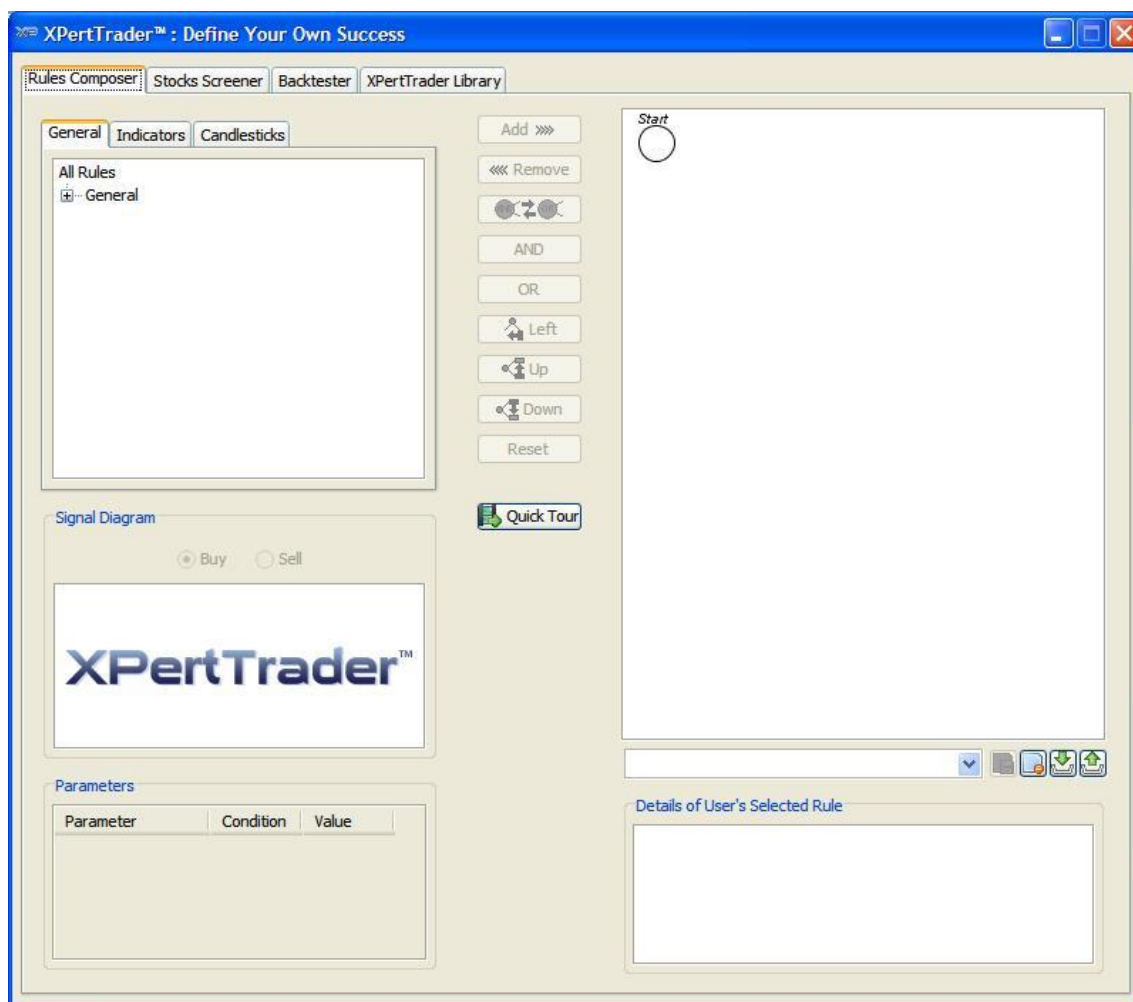 XPertTrader™ : Define Your Own Success
Rules Composer Stocks Screener Backtester XPertTrader Library
General Indicators Candlesticks
All Rules
General
Add
Remove
AND
OR
Left
Up
Down
Reset
Quick Tour
Start
Signal Diagram
Buy Sell
XPertTrader™
Parameters
Parameter Condition Value
Details of User's Selected Rule